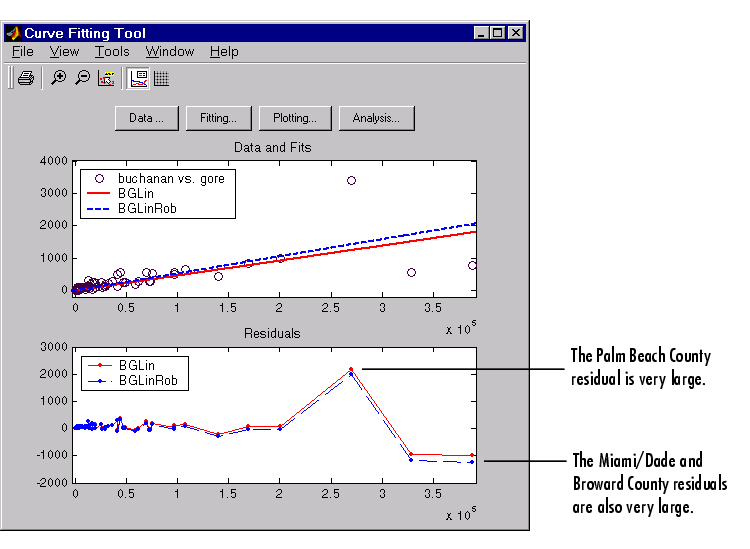 Curve Fitting Tool
File View Tools Window Help
Data ... Fitting... Plotting... Analysis...
Data and Fits
4000
3000
2000
1000
0
buchanan vs. gore
BGLin
BGLinRob
0 0.5 1 1.5 2 2.5 3 3.5
x 10^5
Residuals
3000
2000
1000
0
-1000
-2000
BGLin
BGLinRob
0 0.5 1 1.5 2 2.5 3 3.5
x 10^5
The Palm Beach County
residual is very large.
The Miami/Dade and
Broward County residuals
are also very large.